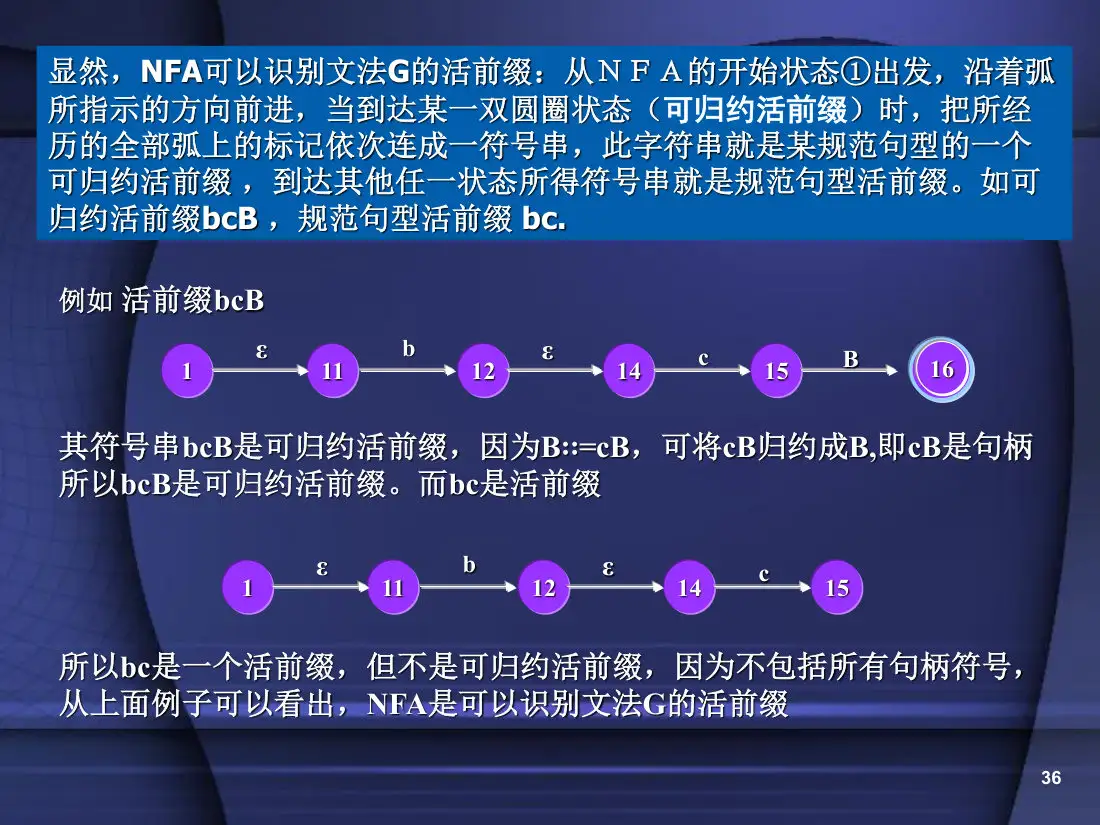 显然，NFA可以识别文法G的活前缀：从ＮＦＡ的开始状态①出发，沿着弧
所指示的方向前进，当到达某一双圆圈状态（可归约活前缀）时，把所经
历的全部弧上的标记依次连成一符号串，此字符串就是某规范句型的一个
可归约活前缀 ，到达其他任一状态所得符号串就是规范句型活前缀。如可
归约活前缀bcB ，规范句型活前缀 bc.
例如 活前缀bcB
ε b ε c B
1 11 12 14 15 16
其符号串bcB是可归约活前缀，因为B::=cB，可将cB归约成B,即cB是句柄
所以bcB是可归约活前缀。而bc是活前缀
ε b ε c
1 11 12 14 15
所以bc是一个活前缀，但不是可归约活前缀，因为不包括所有句柄符号，
从上面例子可以看出，NFA是可以识别文法G的活前缀
36